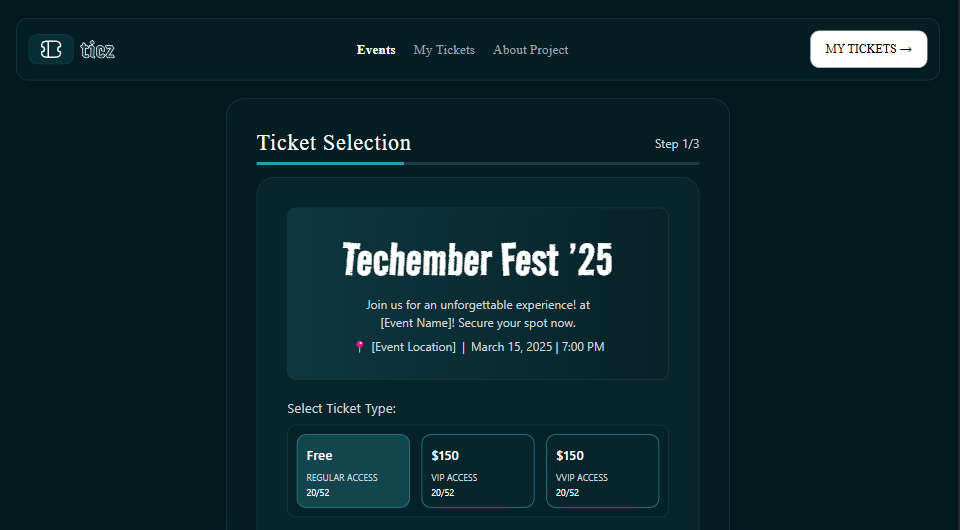 ticz
Events My Tickets About Project
MY TICKETS →
Ticket Selection
Step 1/3
Techember Fest ’25
Join us for an unforgettable experience! at
[Event Name]! Secure your spot now.
📍 [Event Location] | March 15, 2025 | 7:00 PM
Select Ticket Type:
Free
REGULAR ACCESS
20/52
$150
VIP ACCESS
20/52
$150
VVIP ACCESS
20/52